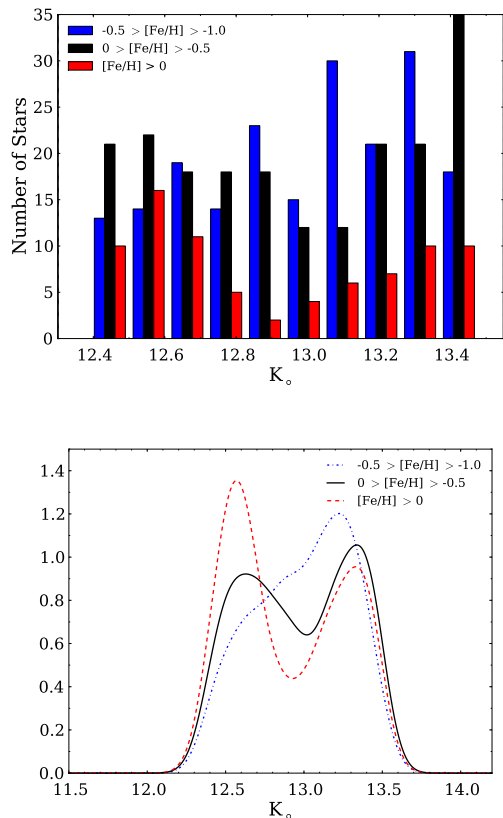 35
30
25
20
15
10
5
0
Number of Stars
-0.5 > [Fe/H] > -1.0
0 > [Fe/H] > -0.5
[Fe/H] > 0
12.4 12.6 12.8 13.0 13.2 13.4
K∘
1.4
1.2
1.0
0.8
0.6
0.4
0.2
0.0
-0.5 > [Fe/H] > -1.0
0 > [Fe/H] > -0.5
[Fe/H] > 0
11.5 12.0 12.5 13.0 13.5 14.0
K∘